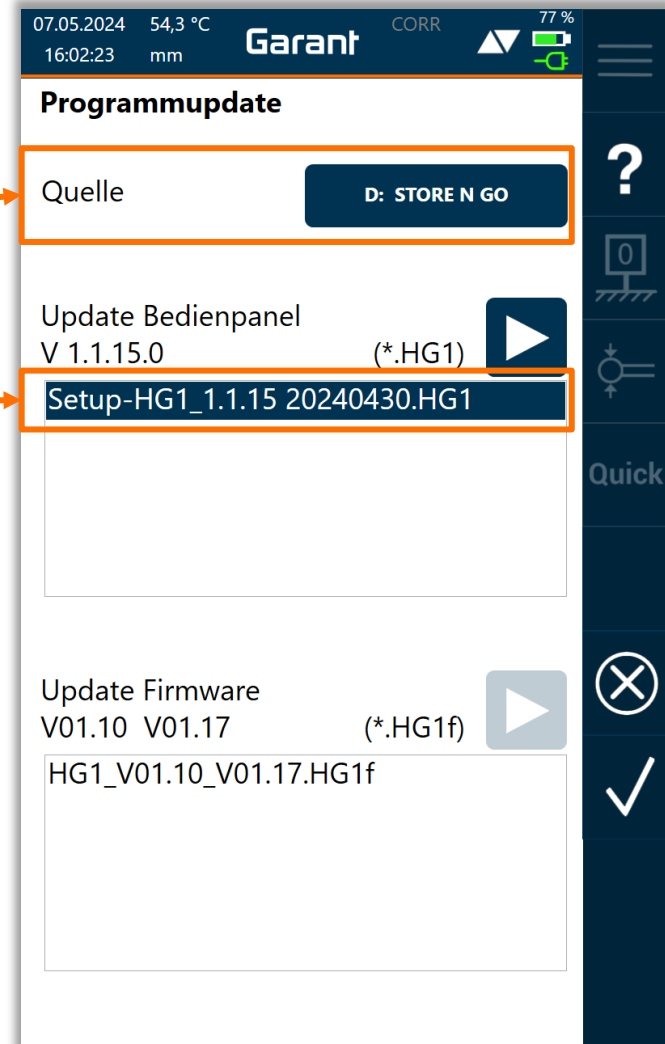 07.05.2024 54,3 °C Garant CORR 77 %
16:02:23 mm
Programmupdate
?
Quelle D: STORE N GO
0
Update Bedienpanel
V 1.1.15.0 (*.HG1)
Setup-HG1_1.1.15 20240430.HG1
Quick
Update Firmware
V01.10 V01.17 (*.HG1f)
HG1_V01.10_V01.17.HG1f